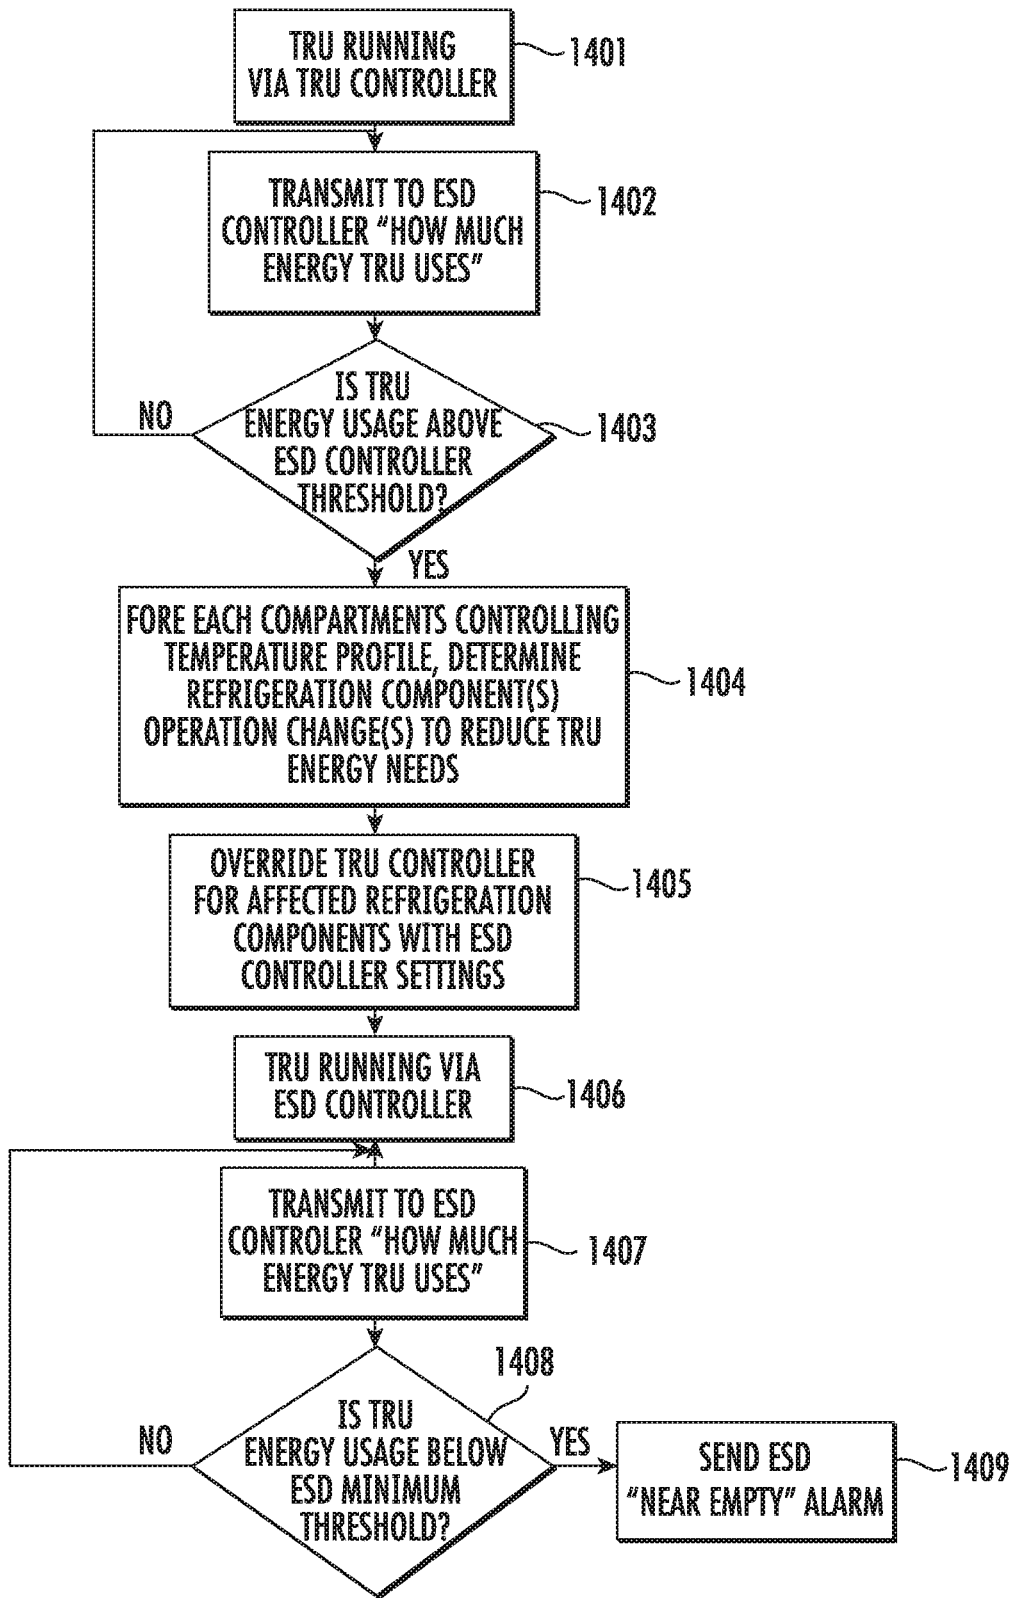 TRU RUNNING
VIA TRU CONTROLLER
1401
TRANSMIT TO ESD
CONTROLLER "HOW MUCH
ENERGY TRU USES"
1402
IS TRU
ENERGY USAGE ABOVE
ESD CONTROLLER
THRESHOLD?
1403
NO
YES
FORE EACH COMPARTMENTS CONTROLLING
TEMPERATURE PROFILE, DETERMINE
REFRIGERATION COMPONENT(S)
OPERATION CHANGE(S) TO REDUCE TRU
ENERGY NEEDS
1404
OVERRIDE TRU CONTROLLER
FOR AFFECTED REFRIGERATION
COMPONENTS WITH ESD
CONTROLLER SETTINGS
1405
TRU RUNNING VIA
ESD CONTROLLER
1406
TRANSMIT TO ESD
CONTROLER "HOW MUCH
ENERGY TRU USES"
1407
1408
IS TRU
ENERGY USAGE BELOW
ESD MINIMUM
THRESHOLD?
NO
YES
SEND ESD
"NEAR EMPTY" ALARM
1409